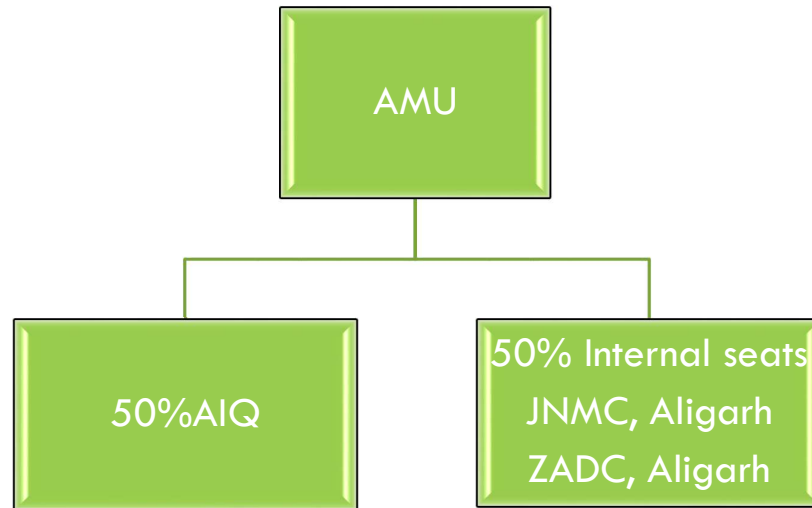 AMU
50%AIQ
50% Internal seats
JNMC, Aligarh
ZADC, Aligarh